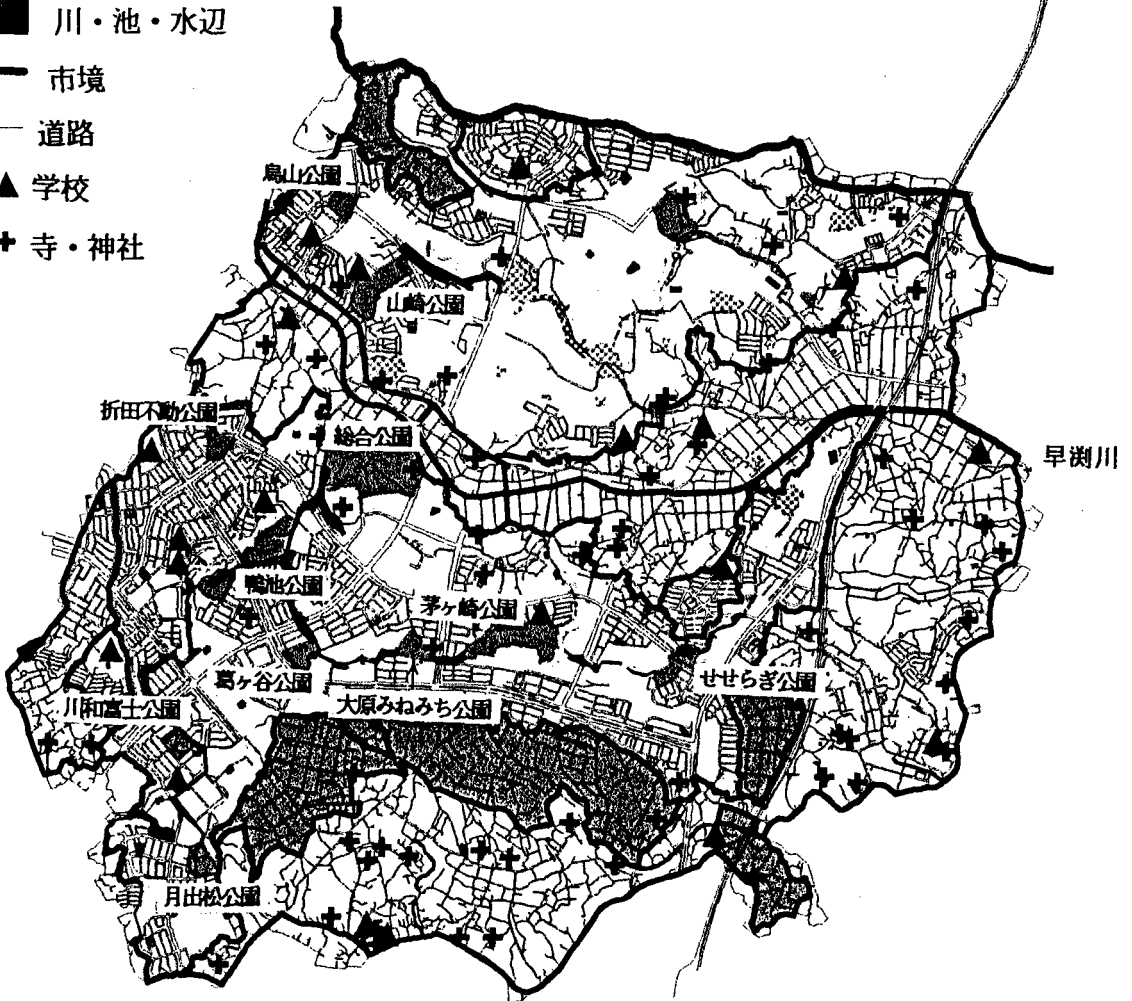 川・池・水辺
市境
道路
学校
寺・神社
鳥山公園
山崎公園
折田不動公園
総合公園
早渕川
鴨池公園
茅ヶ崎公園
葛ヶ谷公園
せせらぎ公園
川和富士公園
大原みねみち公園
月出松公園